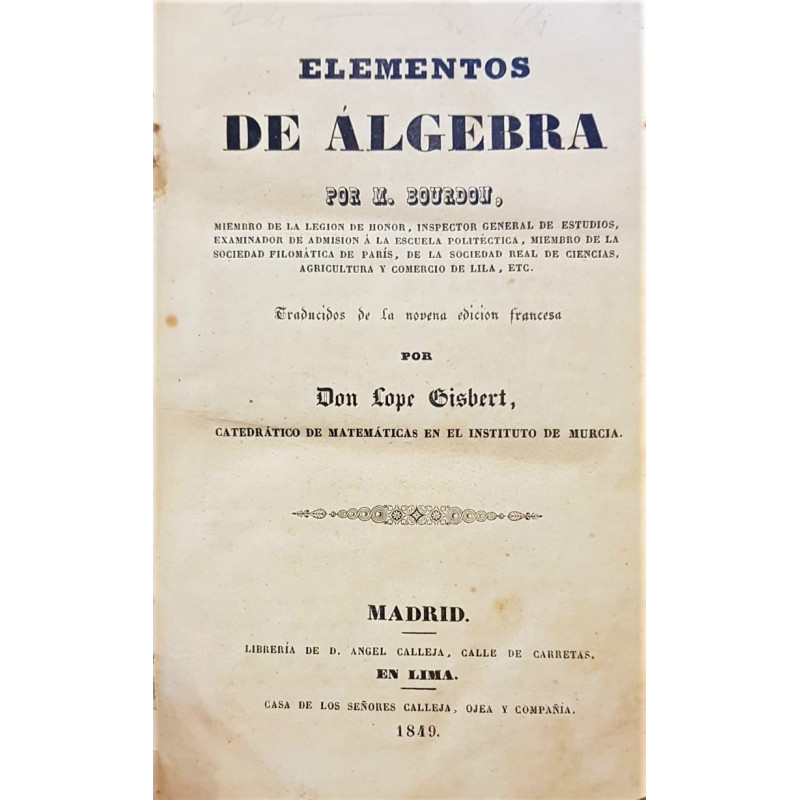 ELEMENTOS
DE ÁLGEBRA
POR M. BOURDON,
MIEMBRO DE LA LEGION DE HONOR, INSPECTOR GENERAL DE ESTUDIOS,
EXAMINADOR DE ADMISION Á LA ESCUELA POLITÉCTICA, MIEMBRO DE LA
SOCIEDAD FILOMÁTICA DE PARÍS, DE LA SOCIEDAD REAL DE CIENCIAS,
AGRICULTURA Y COMERCIO DE LILA, ETC.
Traducidos de la novena edicion francesa
POR
Don Lope Gisbert,
CATEDRÁTICO DE MATEMÁTICAS EN EL INSTITUTO DE MURCIA.
MADRID.
LIBRERÍA DE D. ANGEL CALLEJA, CALLE DE CARRETAS.
EN LIMA.
CASA DE LOS SEÑORES CALLEJA, OJEA Y COMPAÑÍA.
1849.